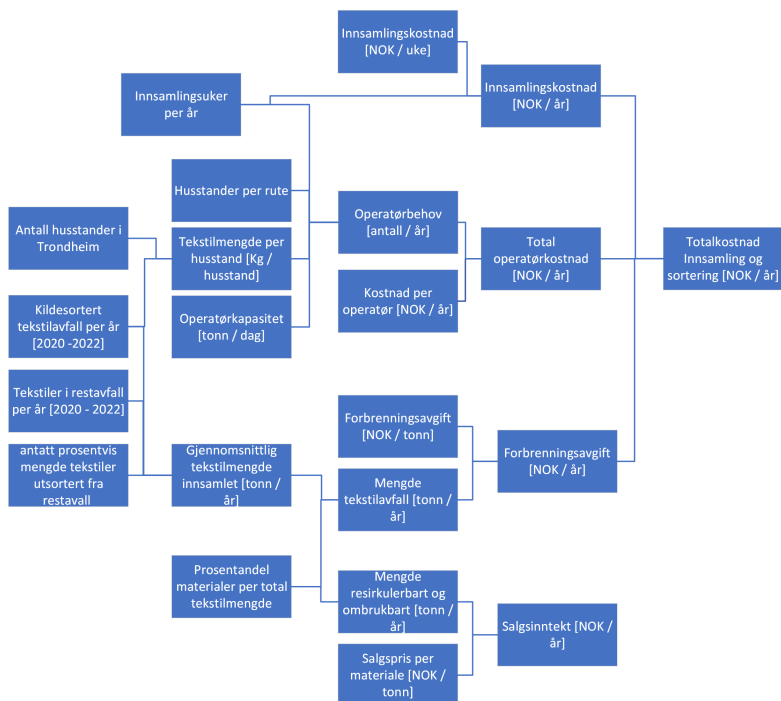 Innsamlingskostnad
[NOK / uke]
Innsamlingsuker
per år
Innsamlingskostnad
[NOK / år]
Husstander per rute
Antall husstander i
Trondheim
Tekstilmengde per
husstand [Kg /
husstand]
Operatørbehov
[antall / år]
Total
operatørkostnad
[NOK / år]
Totalkostnad
Innsamling og
sortering [NOK / år]
Kildesortert
tekstilavfall per år
[2020 -2022]
Operatørkapasitet
[tonn / dag]
Kostnad per
operatør [NOK / år]
Tekstiler i restavfall
per år [2020 - 2022]
Forbrenningsavgift
[NOK / tonn]
antatt prosentvis
mengde tekstiler
utsortert fra
restavall
Gjennomsnittlig
tekstilmengde
innsamlet [tonn /
år]
Mengde
tekstilavfall [tonn /
år]
Forbrenningsavgift
[NOK / år]
Prosentandel
materialer per total
tekstilmengde
Mengde
resirkulerbart og
ombrukbart [tonn /
år]
Salgsinntekt [NOK /
år]
Salgspris per
materiale [NOK /
tonn]